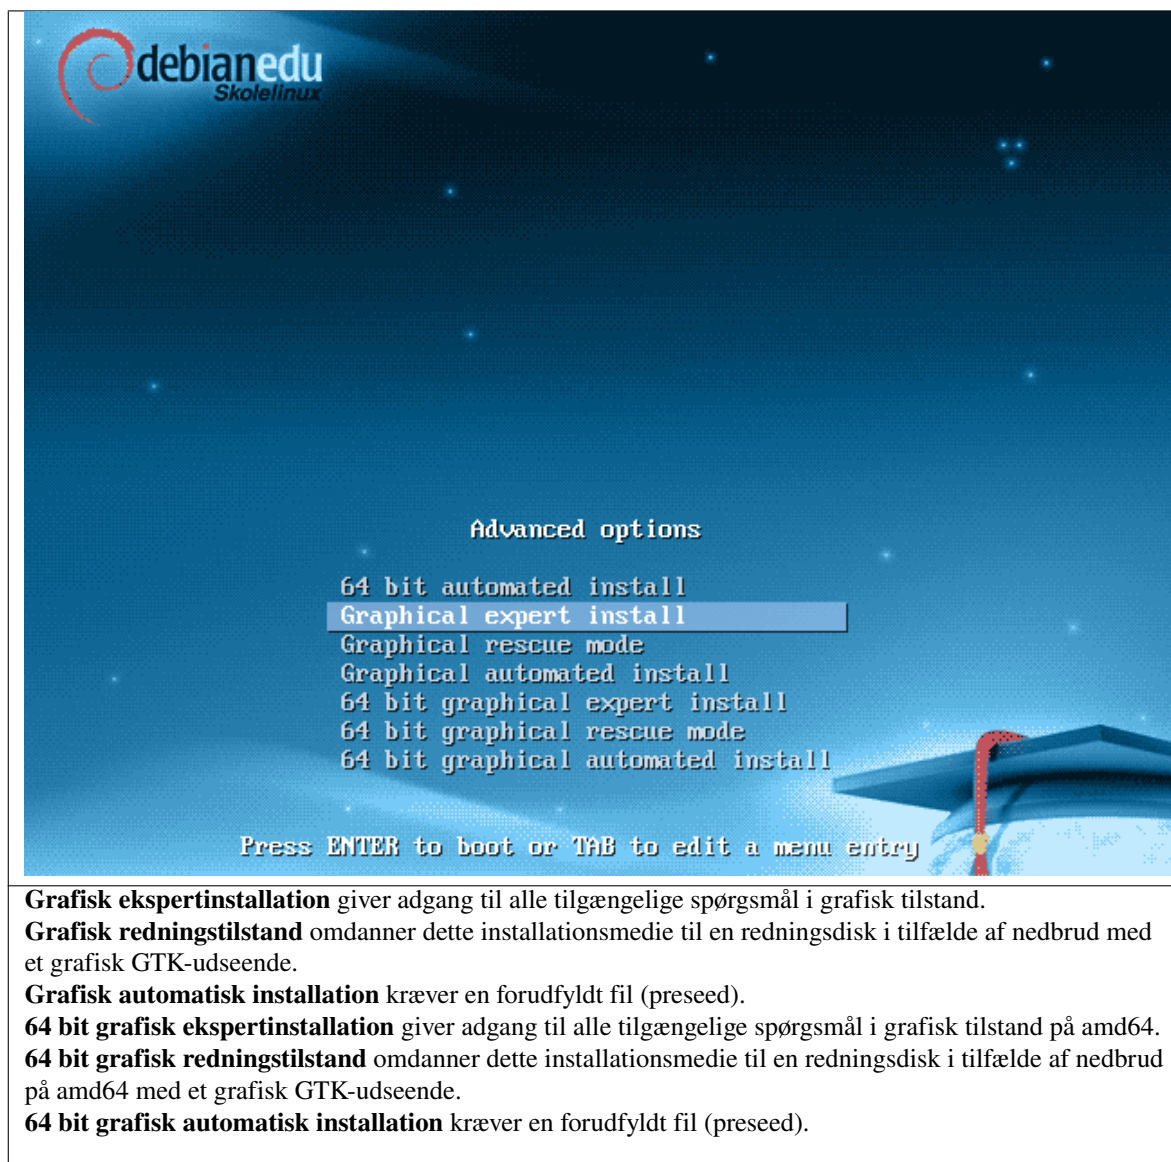 debianedu
Skolelinux
Advanced options
64 bit automated install
Graphical expert install
Graphical rescue mode
Graphical automated install
64 bit graphical expert install
64 bit graphical rescue mode
64 bit graphical automated install
Press ENTER to boot or TAB to edit a menu entry
Grafisk ekspertinstallation giver adgang til alle tilgængelige spørgsmål i grafisk tilstand.
Grafisk redningstilstand omdanner dette installationsmedie til en redningsdisk i tilfælde af nedbrud med
et grafisk GTK-udseende.
Grafisk automatisk installation kræver en forudfyldt fil (preseed).
64 bit grafisk ekspertinstallation giver adgang til alle tilgængelige spørgsmål i grafisk tilstand på amd64.
64 bit grafisk redningstilstand omdanner dette installationsmedie til en redningsdisk i tilfælde af nedbrud
på amd64 med et grafisk GTK-udseende.
64 bit grafisk automatisk installation kræver en forudfyldt fil (preseed).